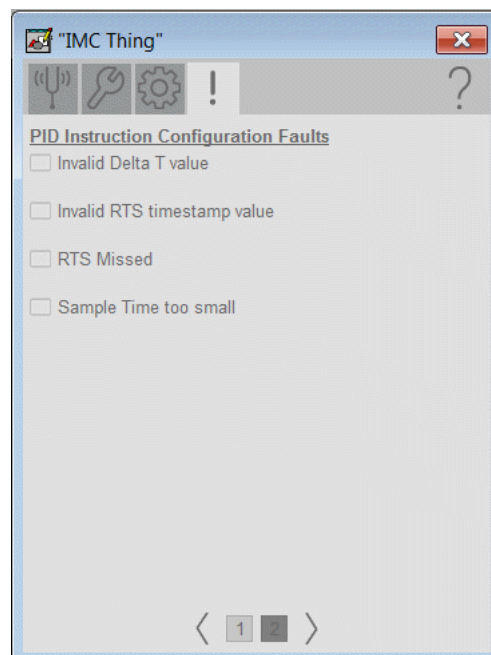 "IMC Thing"
!
?
PID Instruction Configuration Faults
Invalid Delta T value
Invalid RTS timestamp value
RTS Missed
Sample Time too small
1 2